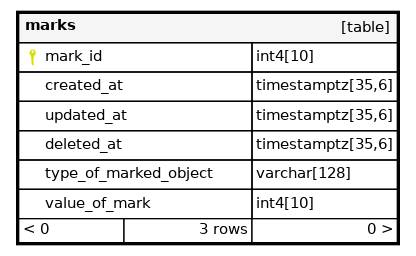 marks [table]
mark_id int4[10]
created_at timestamptz[35,6]
updated_at timestamptz[35,6]
deleted_at timestamptz[35,6]
type_of_marked_object varchar[128]
value_of_mark int4[10]
< 0 3 rows 0 >